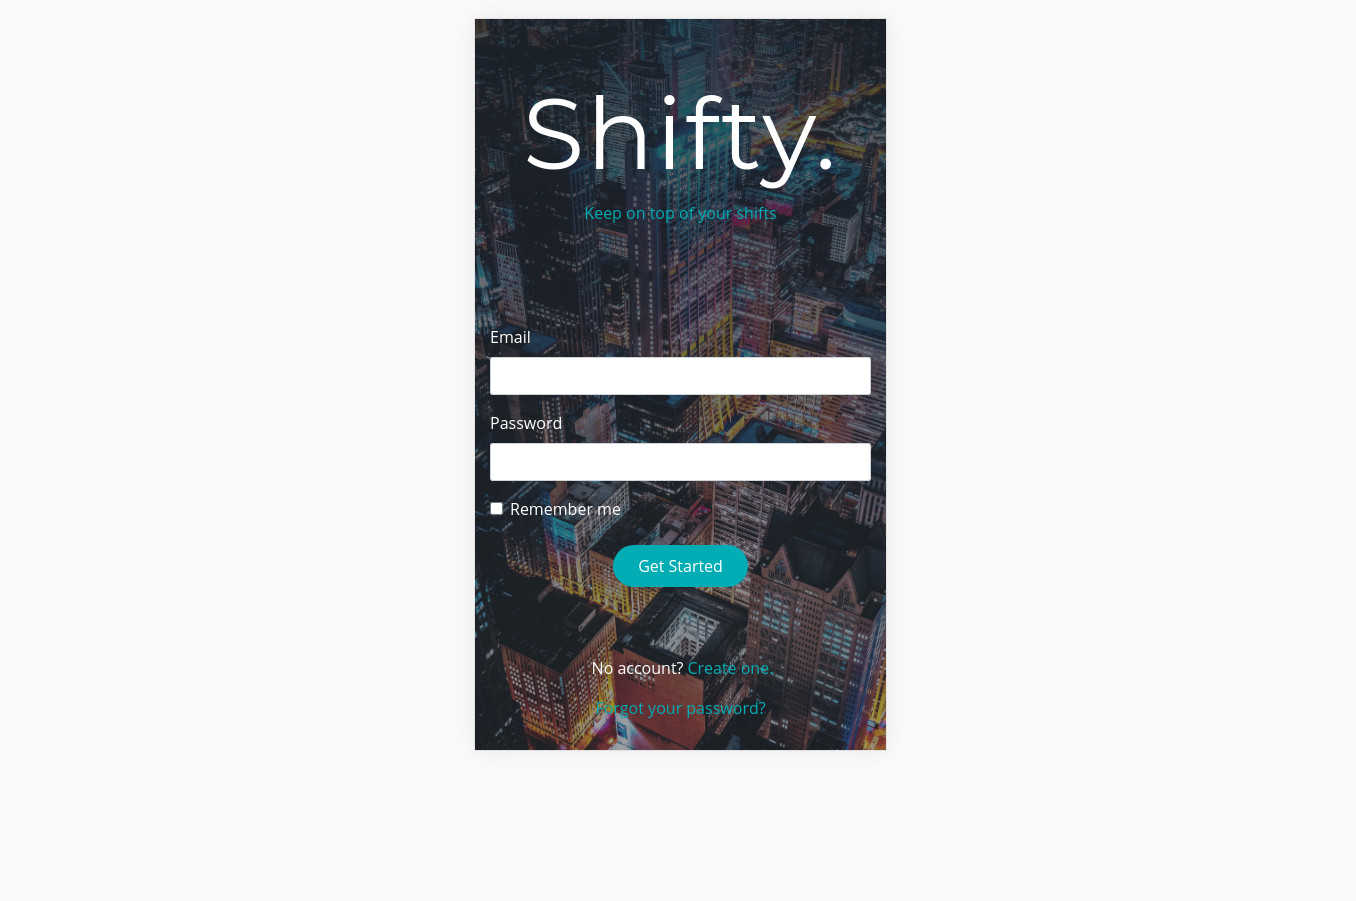 Shifty.
Keep on top of your shifts
Email
Password
Remember me
Get Started
No account? Create one.
Forgot your password?